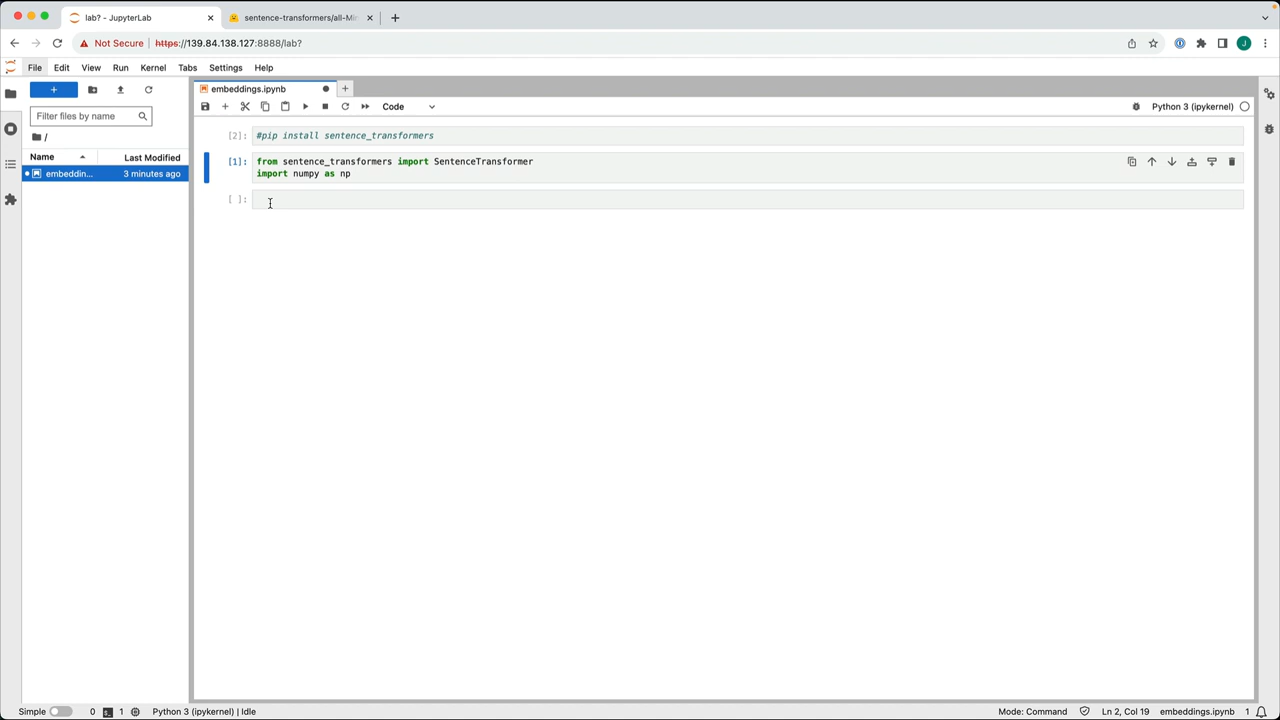 lab? - JupyterLab
sentence-transformers/all-Min
Not Secure https://139.84.138.127:8888/lab?
J
File Edit View Run Kernel Tabs Settings Help
embeddings.ipynb
Code
Python 3 (ipykernel)
Filter files by name
/
Name Last Modified
embeddin... 3 minutes ago
[2]: #pip install sentence_transformers
[1]: from sentence_transformers import SentenceTransformer
import numpy as np
[ ]:
Simple 0 1 Python 3 (ipykernel) | Idle Mode: Command Ln 2, Col 19 embeddings.ipynb 1